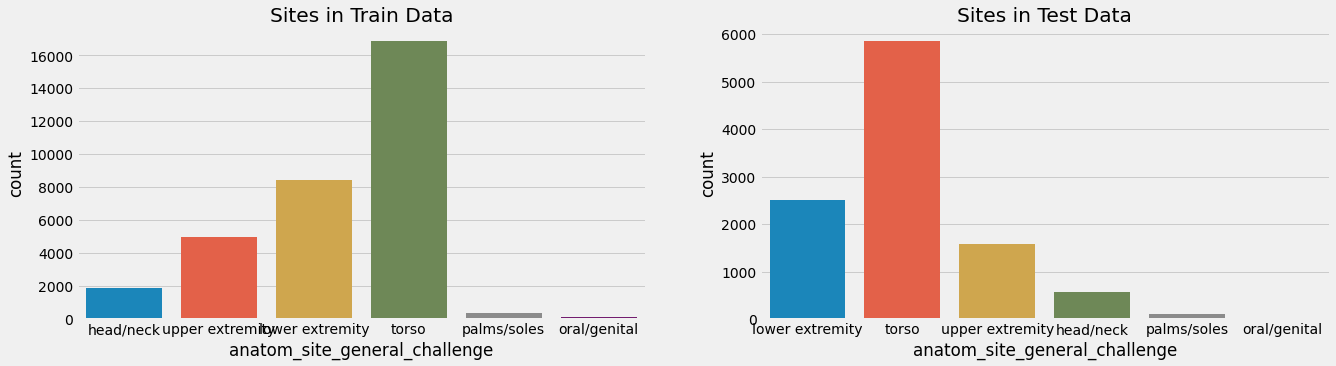 Sites in Train Data
count
16000
14000
12000
10000
8000
6000
4000
2000
0
head/neck upper extremity lower extremity torso palms/soles oral/genital
anatom_site_general_challenge
Sites in Test Data
count
6000
5000
4000
3000
2000
1000
0
lower extremity torso upper extremity head/neck palms/soles oral/genital
anatom_site_general_challenge